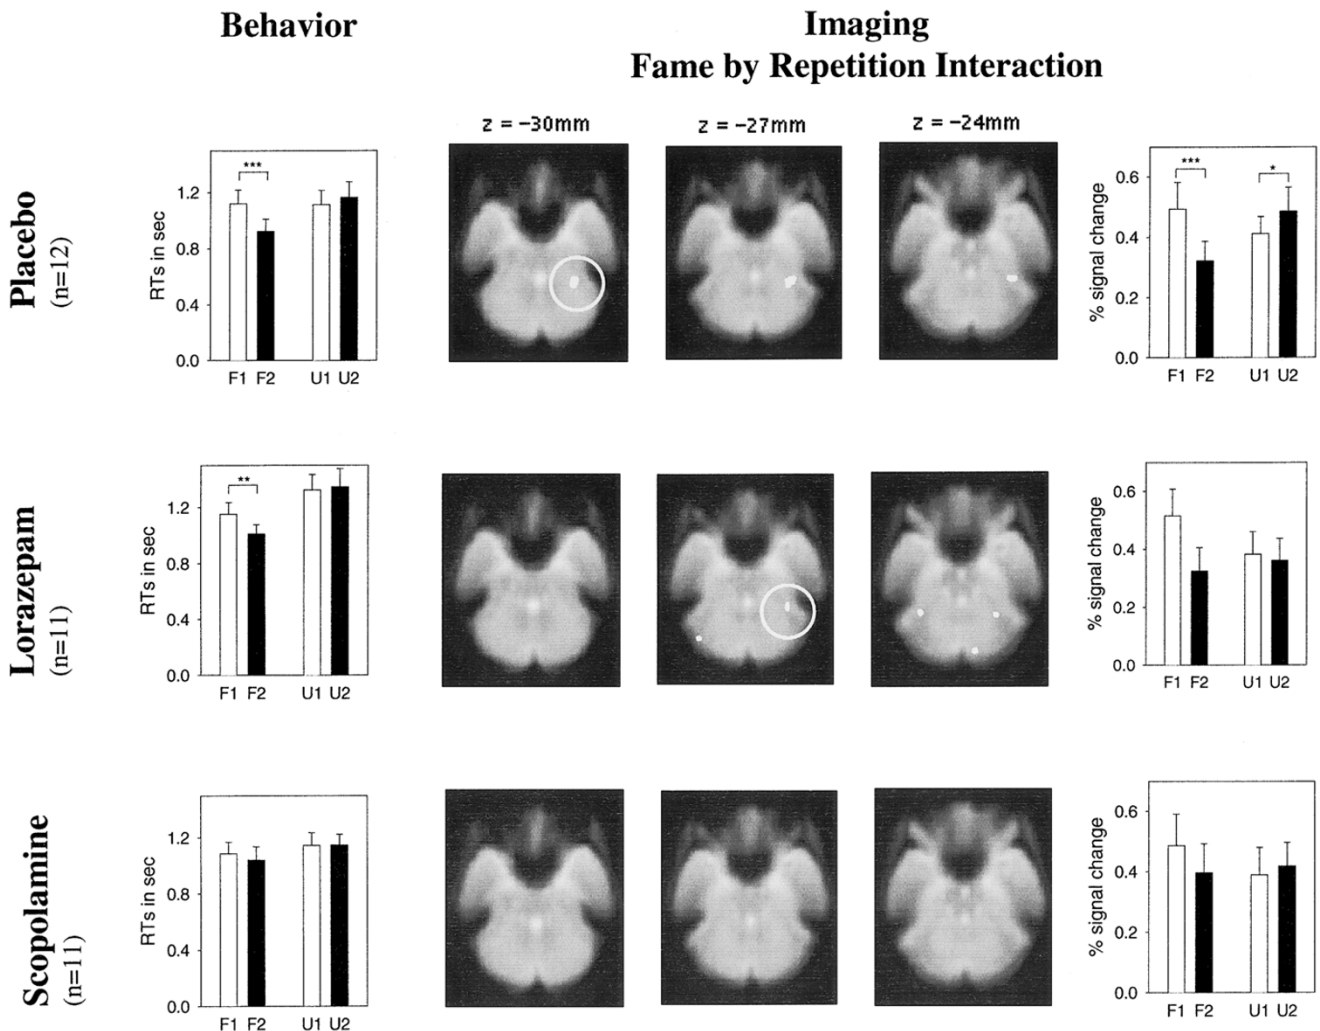 Behavior
Imaging
Fame by Repetition Interaction
Placebo
(n=12)
RTs in sec
1.2
0.8
0.4
0.0
***
F1 F2 U1 U2
z = -30mm
z = -27mm
z = -24mm
% signal change
0.6
0.4
0.2
0.0
***
*
F1 F2 U1 U2
Lorazepam
(n=11)
RTs in sec
1.2
0.8
0.4
0.0
**
F1 F2 U1 U2
% signal change
0.6
0.4
0.2
0.0
F1 F2 U1 U2
Scopolamine
(n=11)
RTs in sec
1.2
0.8
0.4
0.0
F1 F2 U1 U2
% signal change
0.6
0.4
0.2
0.0
F1 F2 U1 U2